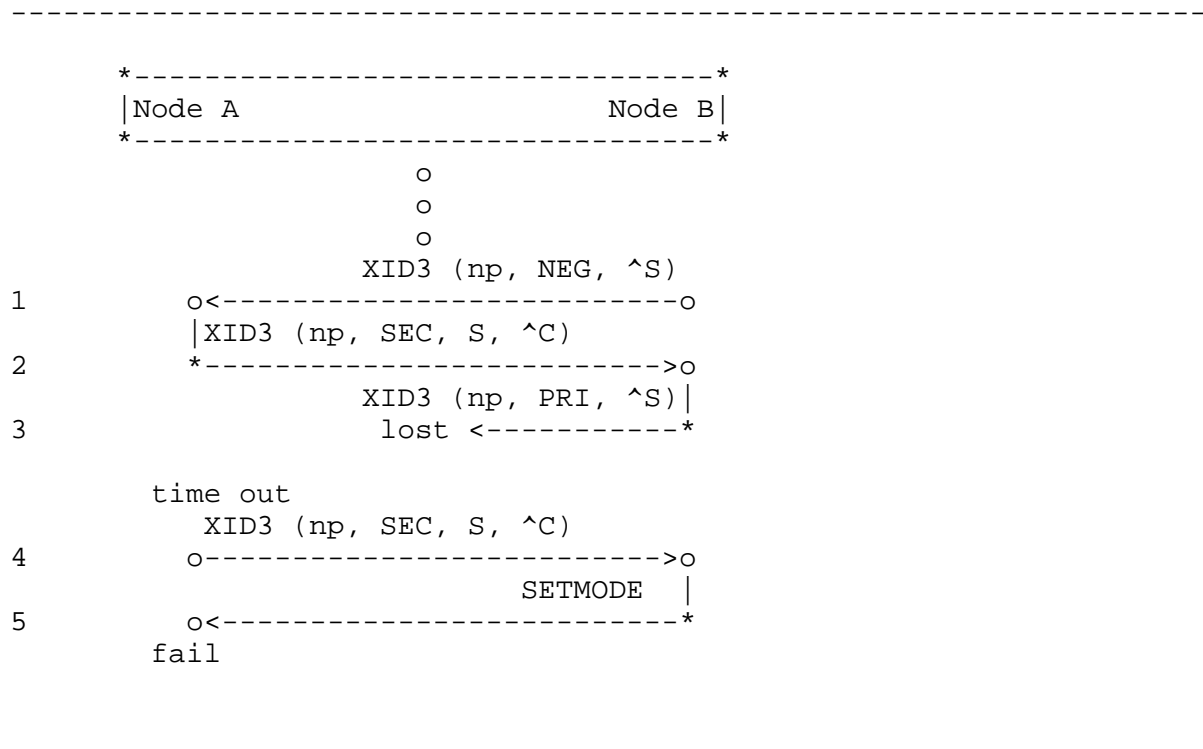 ---------------------------------------------------------------------------------
*---------------------------------*
|Node A                     Node B|
*---------------------------------*
o
o
o
XID3 (np, NEG, ^S)
1 o<--------------------------o
|XID3 (np, SEC, S, ^C)
2 *-------------------------->o
XID3 (np, PRI, ^S)|
3 lost <-----------*
time out
XID3 (np, SEC, S, ^C)
4 o-------------------------->o
SETMODE |
5 o<--------------------------*
fail